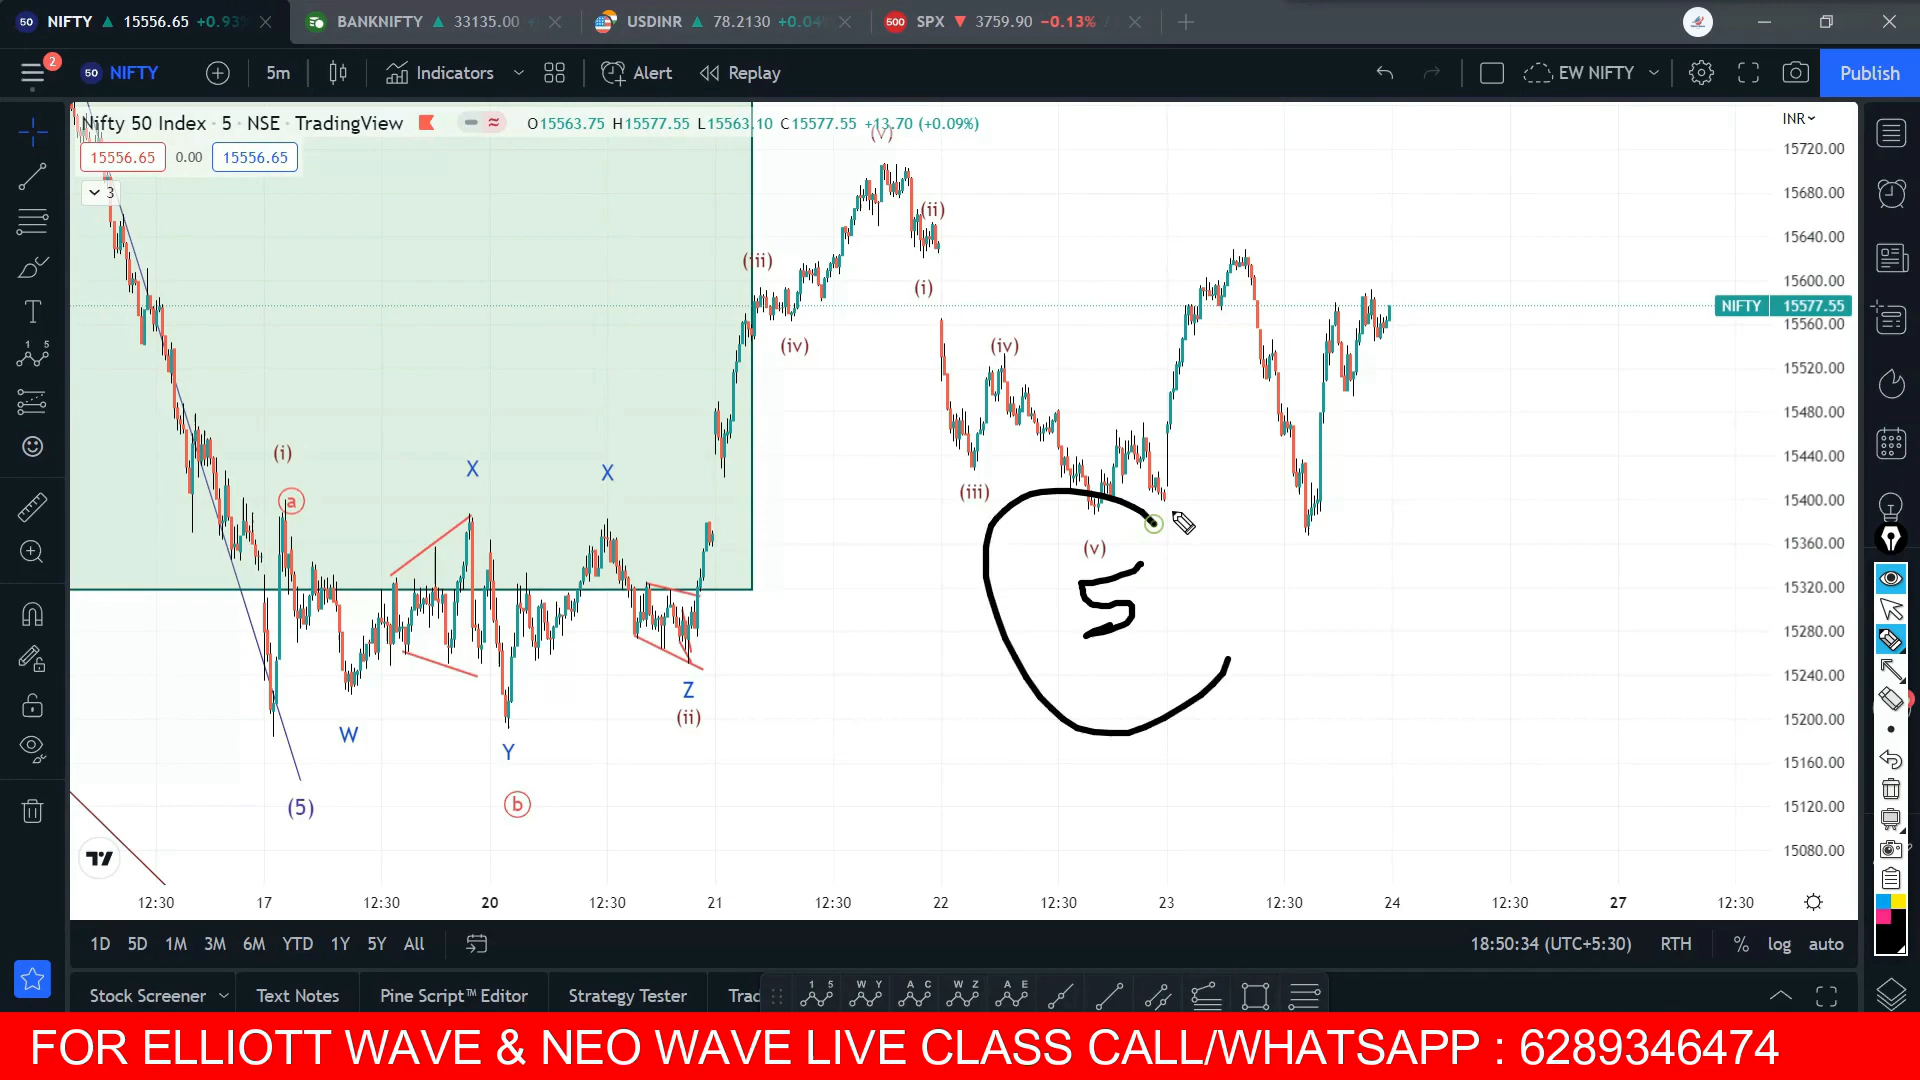 50 NIFTY ▲ 15556.65 +0.93%
BANKNIFTY ▲ 33135.00
USDINR ▲ 78.2130 +0.04%
500 SPX ▼ 3759.90 −0.13%
2
50 NIFTY
5m
Indicators
Alert
Replay
EW NIFTY
Publish
Nifty 50 Index · 5 · NSE · TradingView
O15563.75 H15577.55 L15563.10 C15577.55 +13.70 (+0.09%)
15556.65 0.00 15556.65
3
INR
15720.00
15680.00
15640.00
15600.00
NIFTY 15577.55
15560.00
15520.00
15480.00
15440.00
15400.00
15360.00
15320.00
15280.00
15240.00
15200.00
15160.00
15120.00
15080.00
(v)
(ii)
(iii)
(i)
(iv)
(iv)
(i)
X
X
a
(iii)
(v)
5
Z
(ii)
W
Y
(5)
b
12:30 17 12:30 20 12:30 21 12:30 22 12:30 23 12:30 24 12:30 27 12:30
1D 5D 1M 3M 6M YTD 1Y 5Y All
18:50:34 (UTC+5:30) RTH % log auto
Stock Screener Text Notes Pine Script™ Editor Strategy Tester Trad
FOR ELLIOTT WAVE & NEO WAVE LIVE CLASS CALL/WHATSAPP : 6289346474